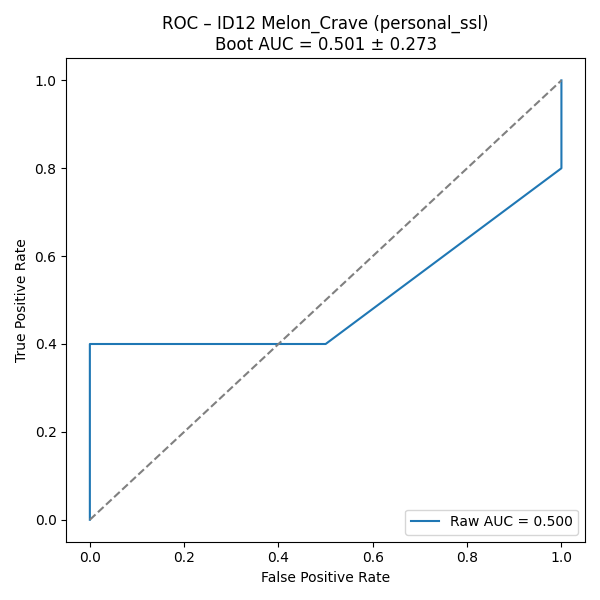 ROC – ID12 Melon_Crave (personal_ssl)
Boot AUC = 0.501 ± 0.273
1.0
0.8
0.6
0.4
0.2
0.0
True Positive Rate
0.0 0.2 0.4 0.6 0.8 1.0
False Positive Rate
Raw AUC = 0.500